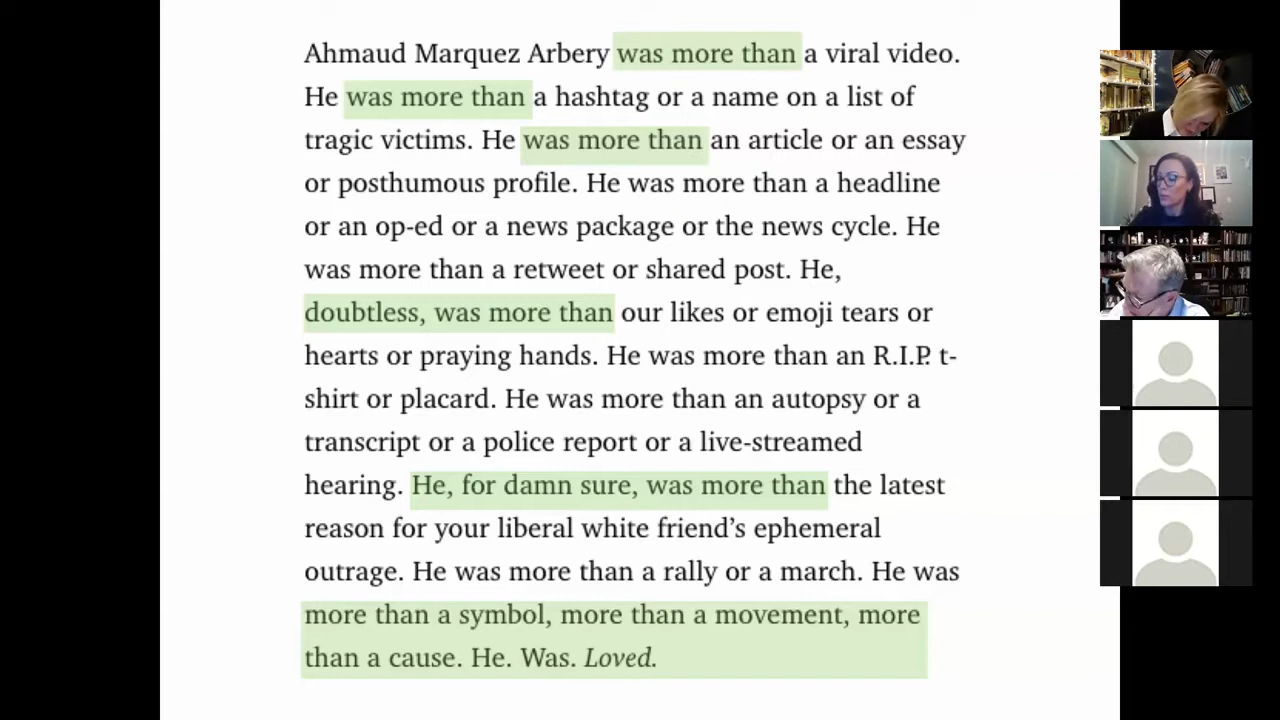 Ahmaud Marquez Arbery was more than a viral video.
He was more than a hashtag or a name on a list of
tragic victims. He was more than an article or an essay
or posthumous profile. He was more than a headline
or an op-ed or a news package or the news cycle. He
was more than a retweet or shared post. He,
doubtless, was more than our likes or emoji tears or
hearts or praying hands. He was more than an R.I.P. t-
shirt or placard. He was more than an autopsy or a
transcript or a police report or a live-streamed
hearing. He, for damn sure, was more than the latest
reason for your liberal white friend’s ephemeral
outrage. He was more than a rally or a march. He was
more than a symbol, more than a movement, more
than a cause. He. Was. Loved.